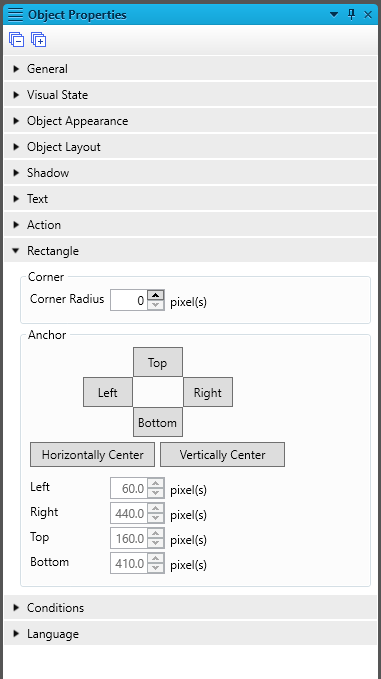 Object Properties
General
Visual State
Object Appearance
Object Layout
Shadow
Text
Action
Rectangle
Corner
Corner Radius 0 pixel(s)
Anchor
Top
Left Right
Bottom
Horizontally Center Vertically Center
Left 60.0 pixel(s)
Right 440.0 pixel(s)
Top 160.0 pixel(s)
Bottom 410.0 pixel(s)
Conditions
Language